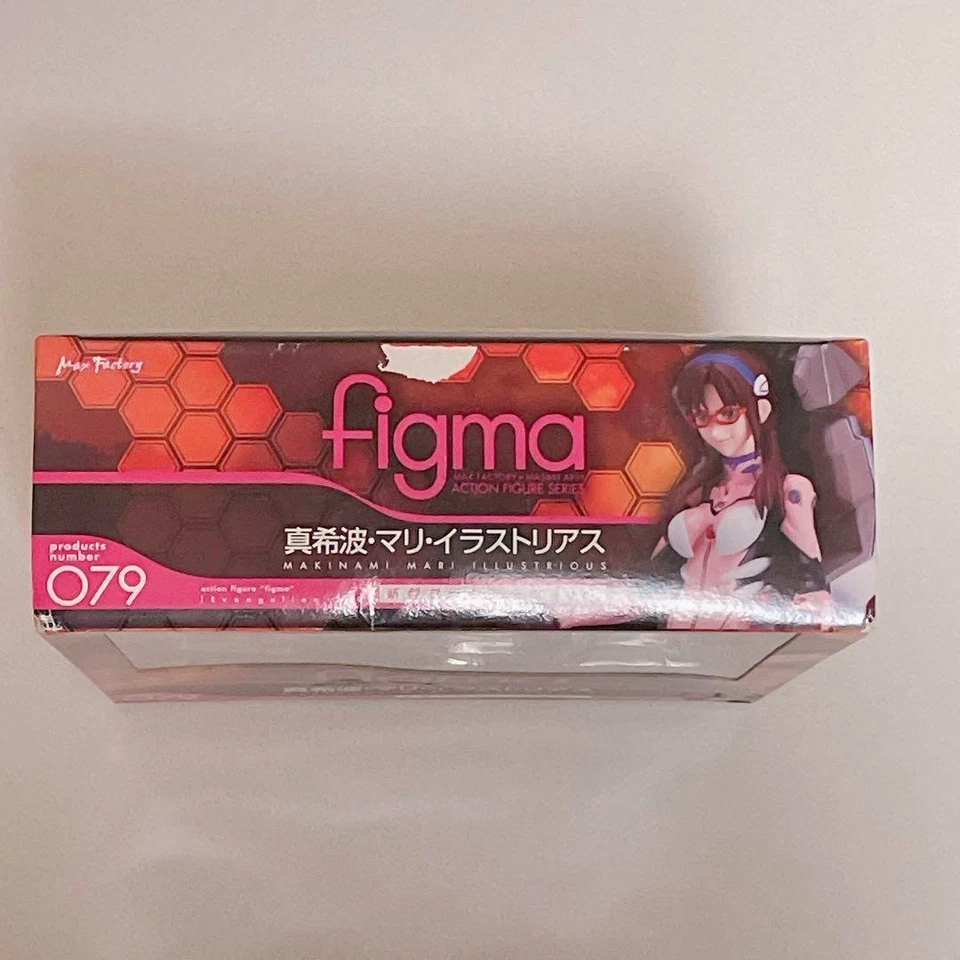 Max Factory
figma
MAX FACTORY × MASAKI APSY
ACTION FIGURE SERIES
真希波・マリ・イラストリアス
MAKINAMI MARI ILLUSTRIOUS
products
number
079
action figure "figma"